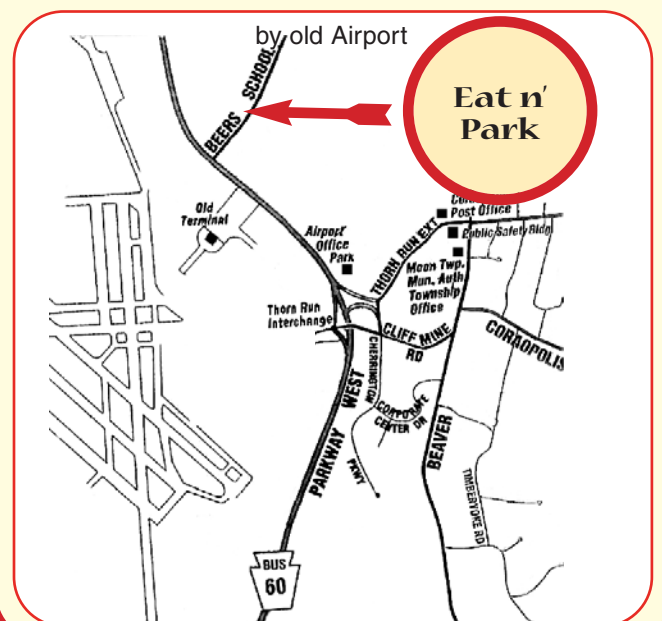 by old Airport
Eat n'
Park
BEERS SCHOOL
Old
Terminal
Airport
Office
Park
THORN RUN EXT
Post Office
Public Safety Bldg
Moon Twp.
Mun. Auth
Township
Office
Thorn Run
Interchange
CLIFF MINE
RD
CORAOPOLIS
CHERRINGTON
PKWY
CORPORATE
CENTER DR
PARKWAY WEST
BEAVER
TIMBERYOKE RD
BUS
60